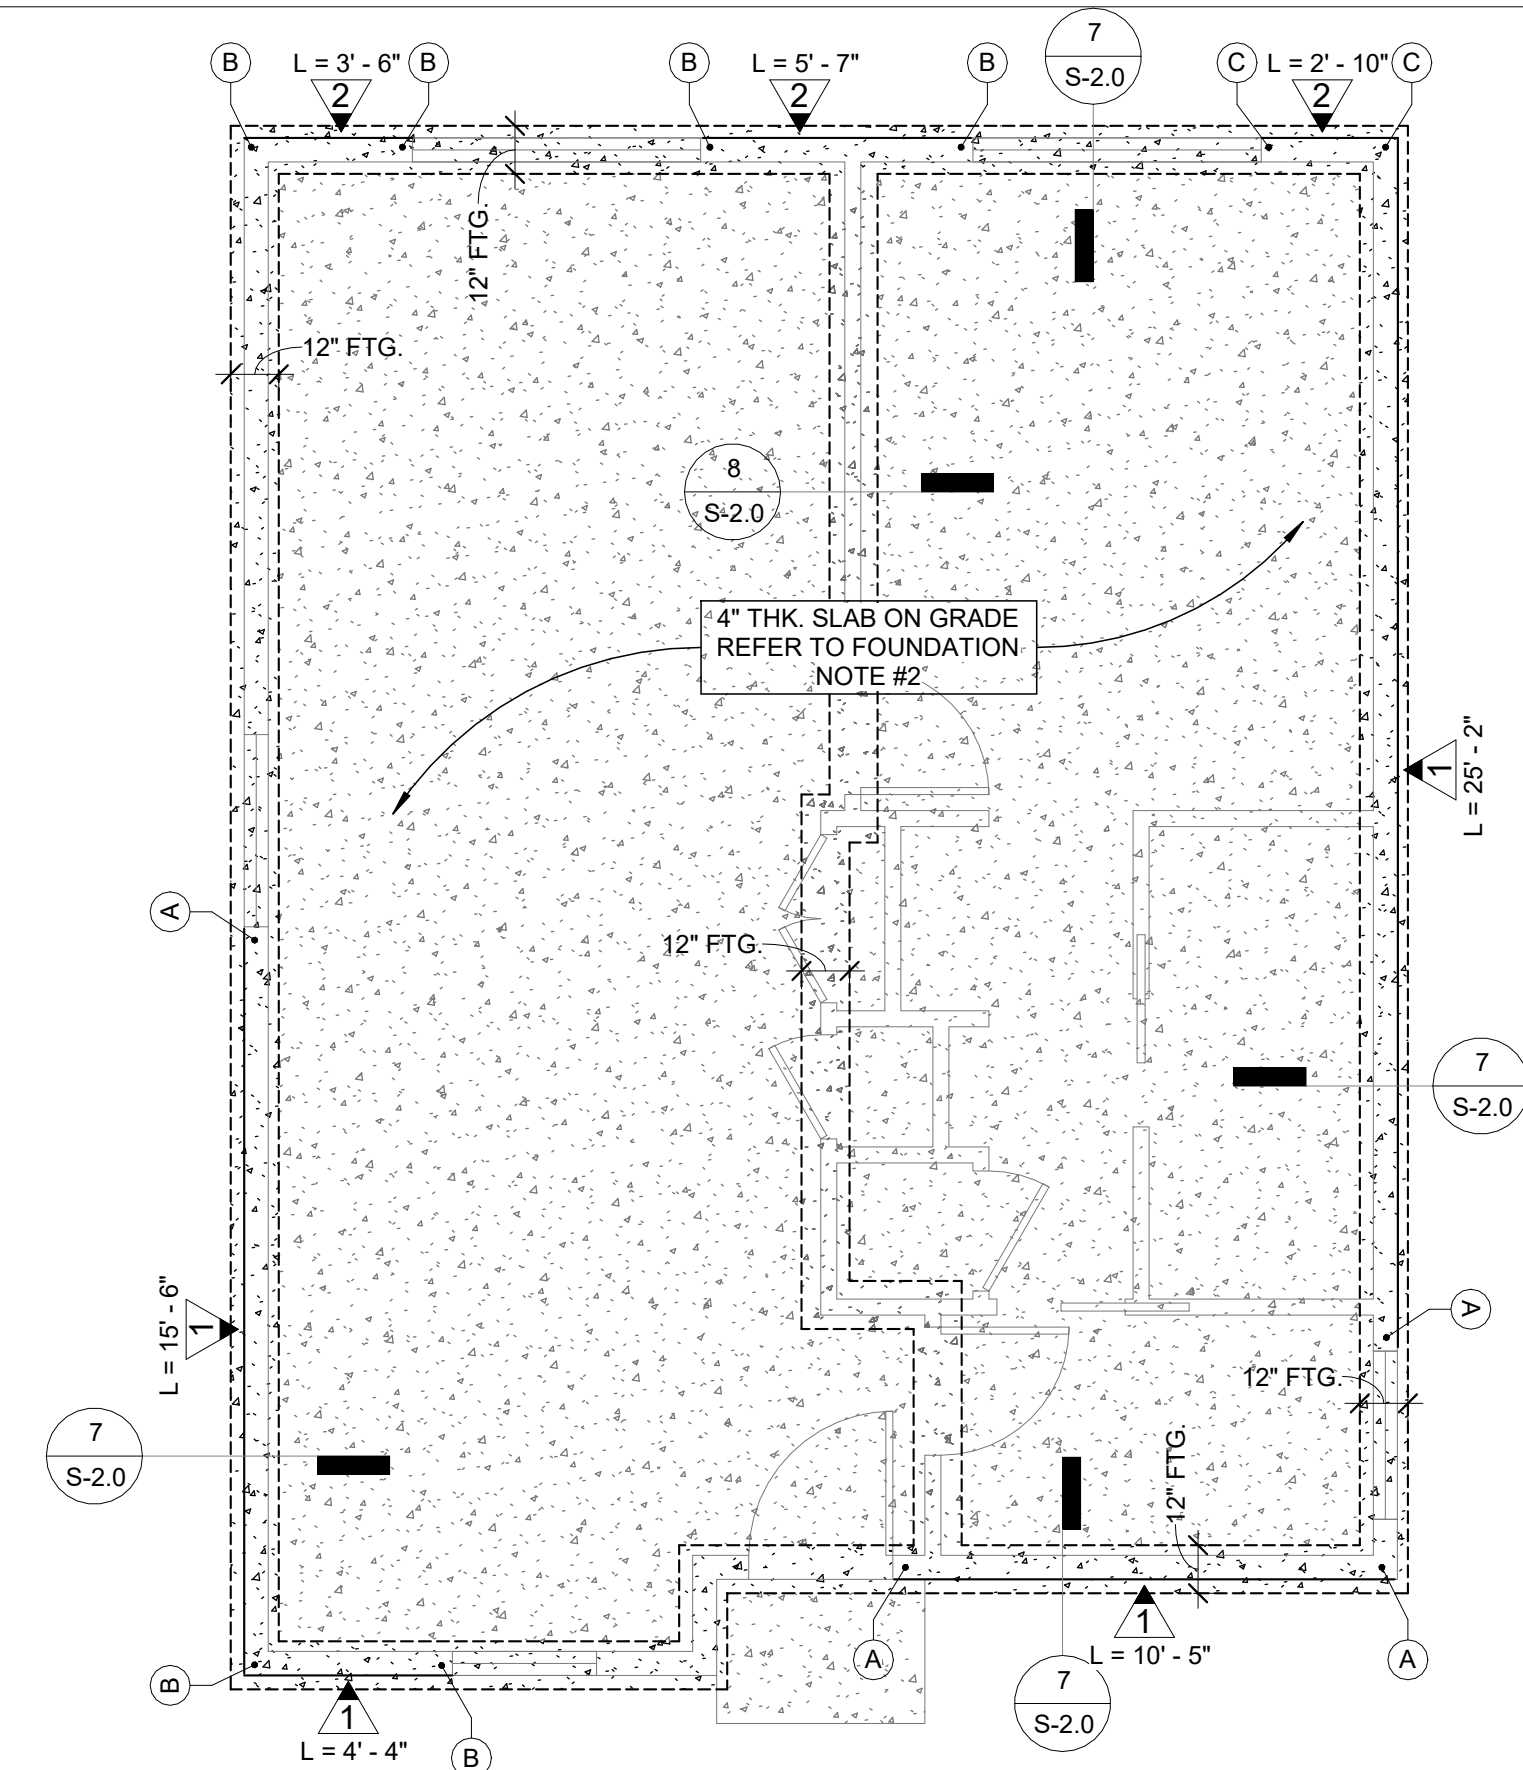 7
S-2.0
B
L = 3' - 6"
2
B
B
L = 5' - 7"
2
B
C
L = 2' - 10"
2
C
12" FTG.
12" FTG.
8
S-2.0
4" THK. SLAB ON GRADE
REFER TO FOUNDATION
NOTE #2
1
L = 25' - 2"
A
12" FTG.
7
S-2.0
L = 15' - 6"
1
A
12" FTG.
12" FTG.
7
S-2.0
B
1
L = 4' - 4"
B
A
1
L = 10' - 5"
A
7
S-2.0